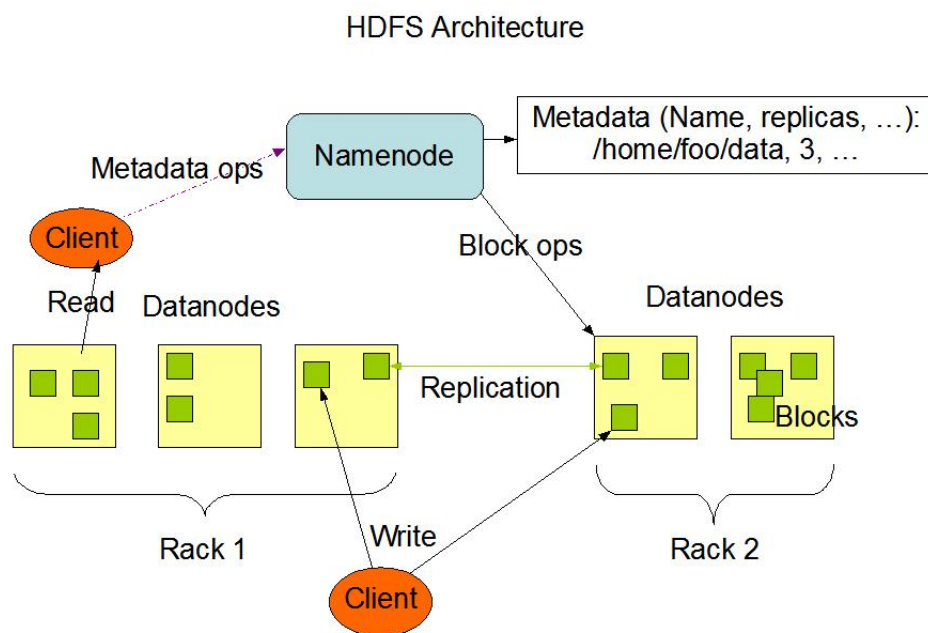 HDFS Architecture
Metadata (Name, replicas, …):
/home/foo/data, 3, …
Namenode
Metadata ops
Client
Block ops
Read
Datanodes
Datanodes
Replication
Blocks
Rack 1
Write
Rack 2
Client